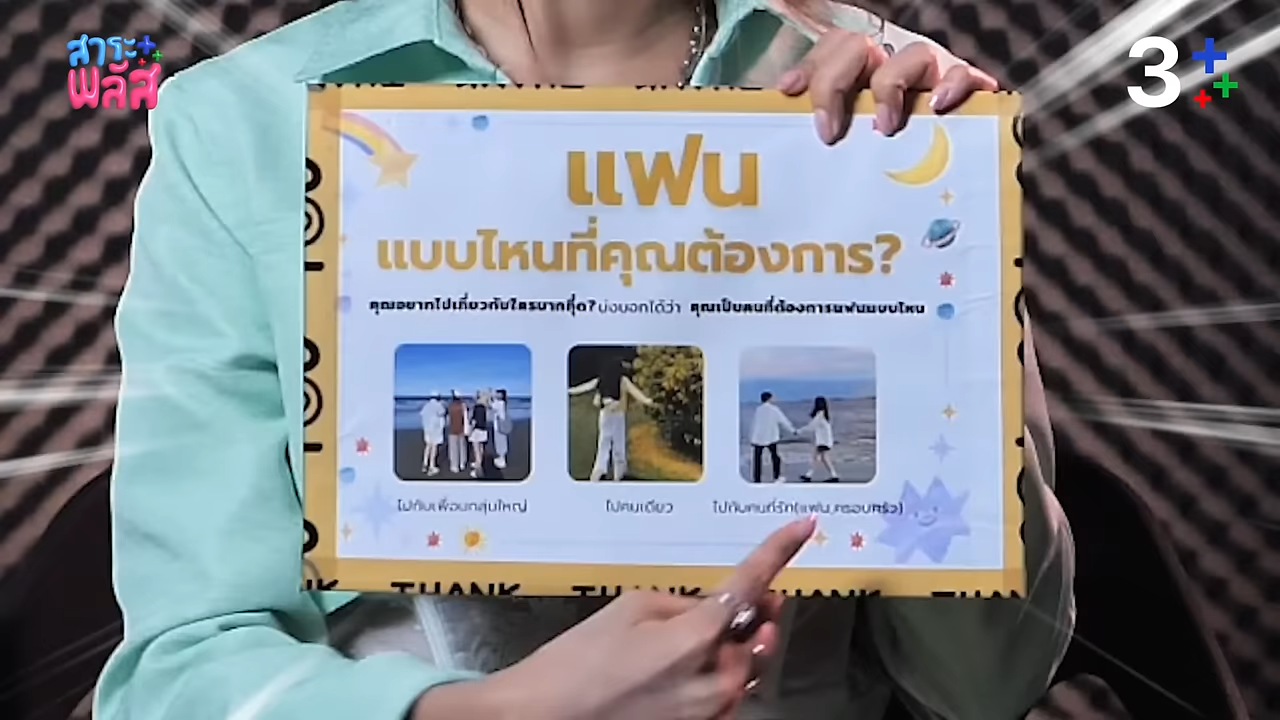 สาระ
พลัส
3
แฟน
แบบไหนที่คุณต้องการ?
คุณอยากไปเที่ยวกับใครมากที่สุด? บ่งบอกได้ว่า คุณเป็นคนที่ต้องการแฟนแบบไหน
ไปกับเพื่อนกลุ่มใหญ่
ไปคนเดียว
ไปกับคนที่รัก(แฟน,ครอบครัว)
THANK